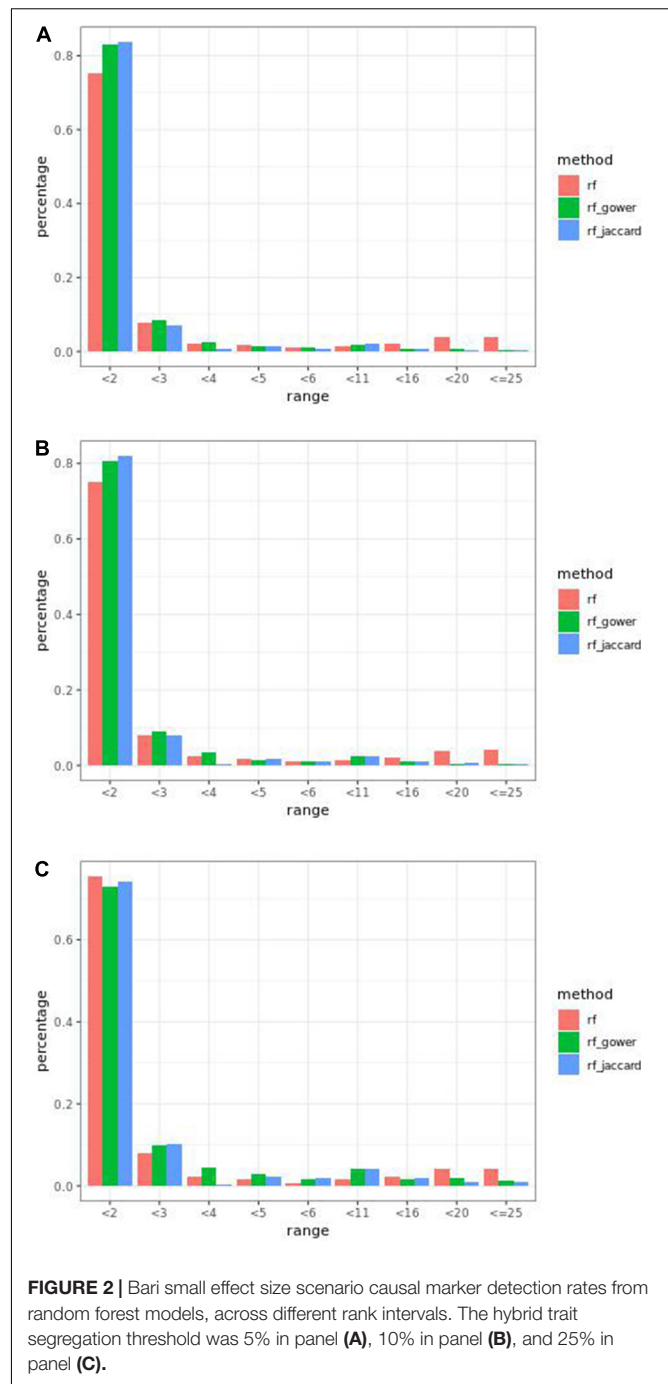 A
0.8
0.6
0.4
0.2
0.0
percentage
<2 <3 <4 <5 <6 <11 <16 <20 <=25
range
method
rf
rf_gower
rf_jaccard
B
0.8
0.6
0.4
0.2
0.0
percentage
<2 <3 <4 <5 <6 <11 <16 <20 <=25
range
method
rf
rf_gower
rf_jaccard
C
0.6
0.4
0.2
0.0
percentage
<2 <3 <4 <5 <6 <11 <16 <20 <=25
range
method
rf
rf_gower
rf_jaccard
FIGURE 2 | Bari small effect size scenario causal marker detection rates from
random forest models, across different rank intervals. The hybrid trait
segregation threshold was 5% in panel (A), 10% in panel (B), and 25% in
panel (C).